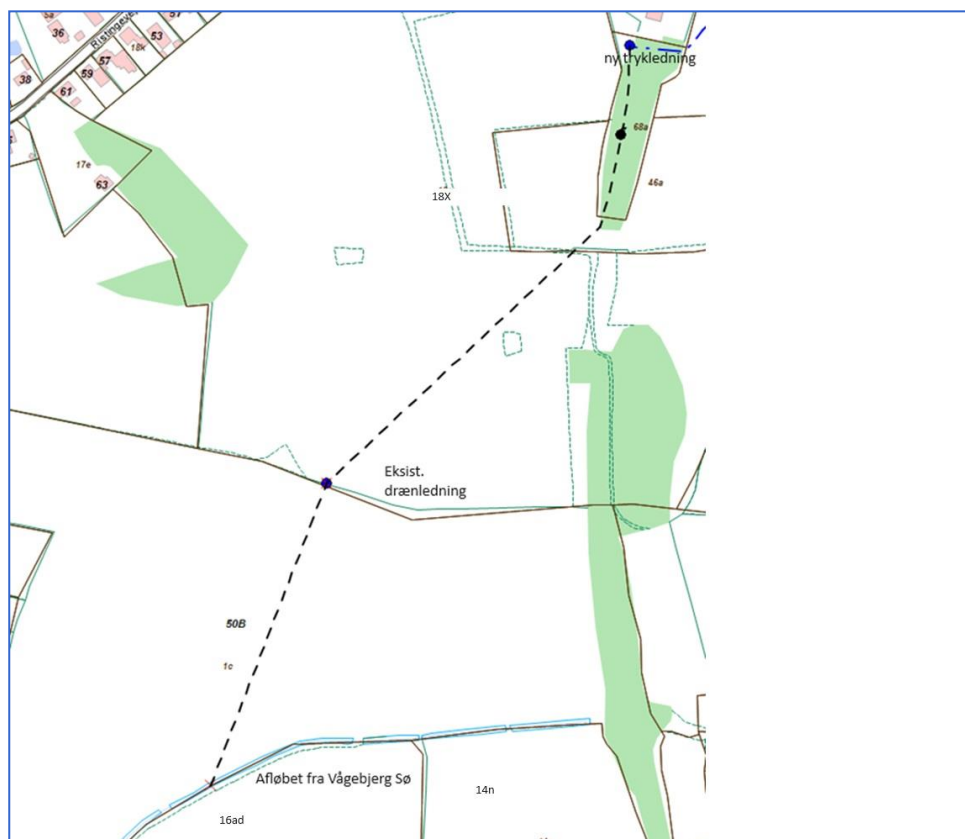 36
Ristingeve
53
18k
57
59
38
61
17e
63
ny trykledning
68a
46a
18X
Eksist.
drænledning
50B
1c
Afløbet fra Vågebjerg Sø
14n
16ad